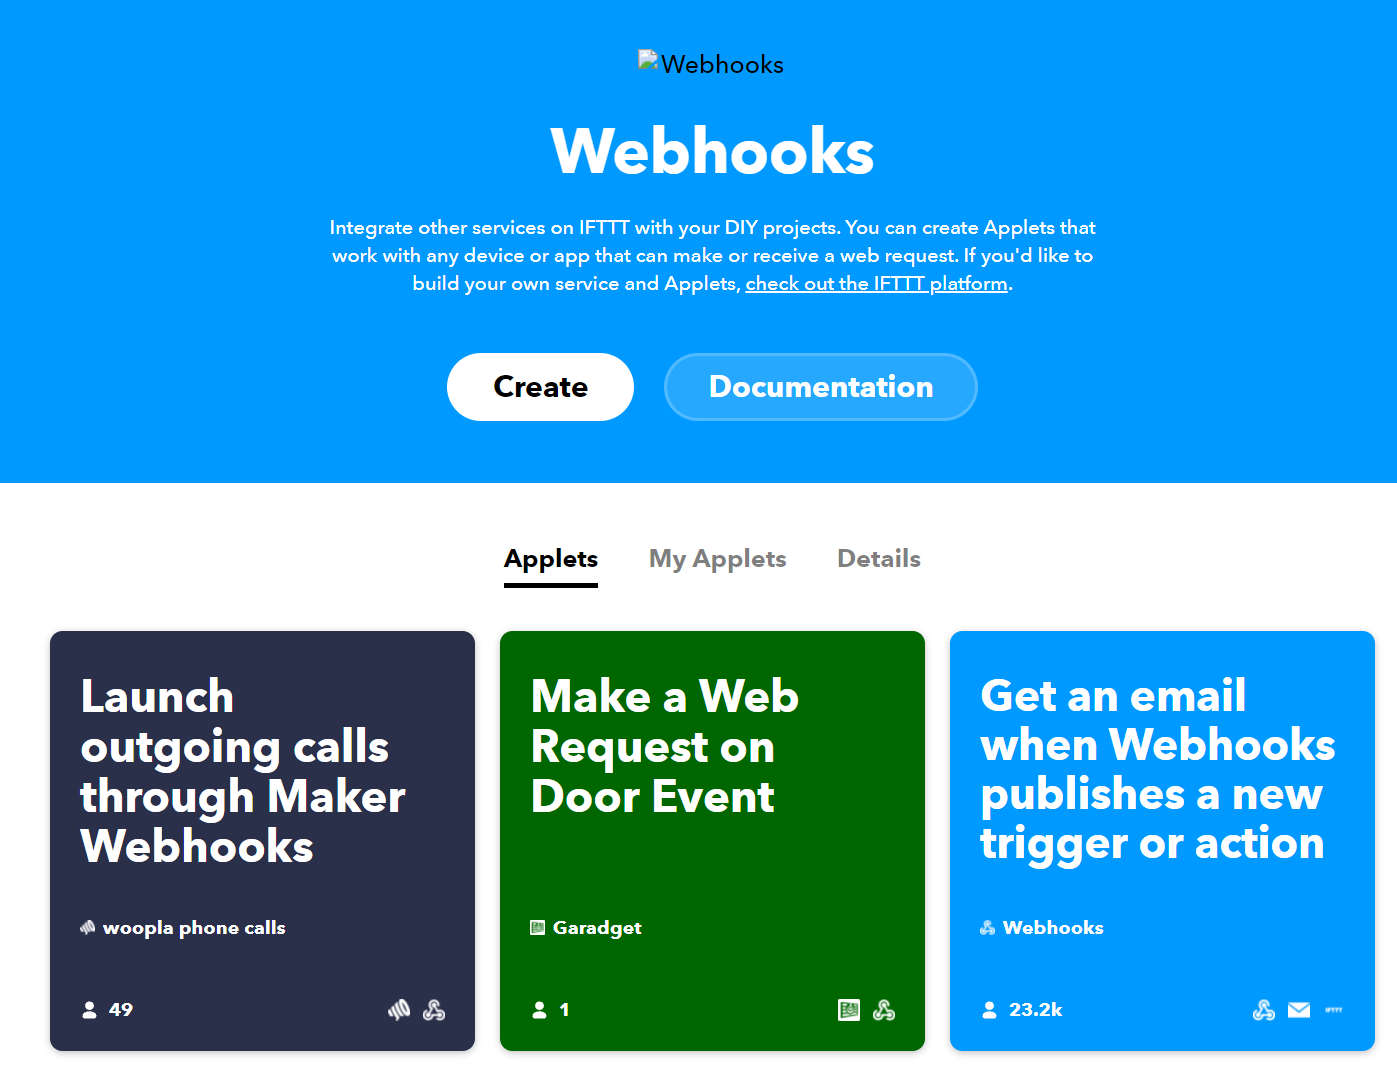 Webhooks
Webhooks
Integrate other services on IFTTT with your DIY projects. You can create Applets that
work with any device or app that can make or receive a web request. If you'd like to
build your own service and Applets, check out the IFTTT platform.
Create
Documentation
Applets
My Applets
Details
Launch
outgoing calls
through Maker
Webhooks
woopla phone calls
49
Make a Web
Request on
Door Event
Garadget
1
Get an email
when Webhooks
publishes a new
trigger or action
Webhooks
23.2k
IFTTT